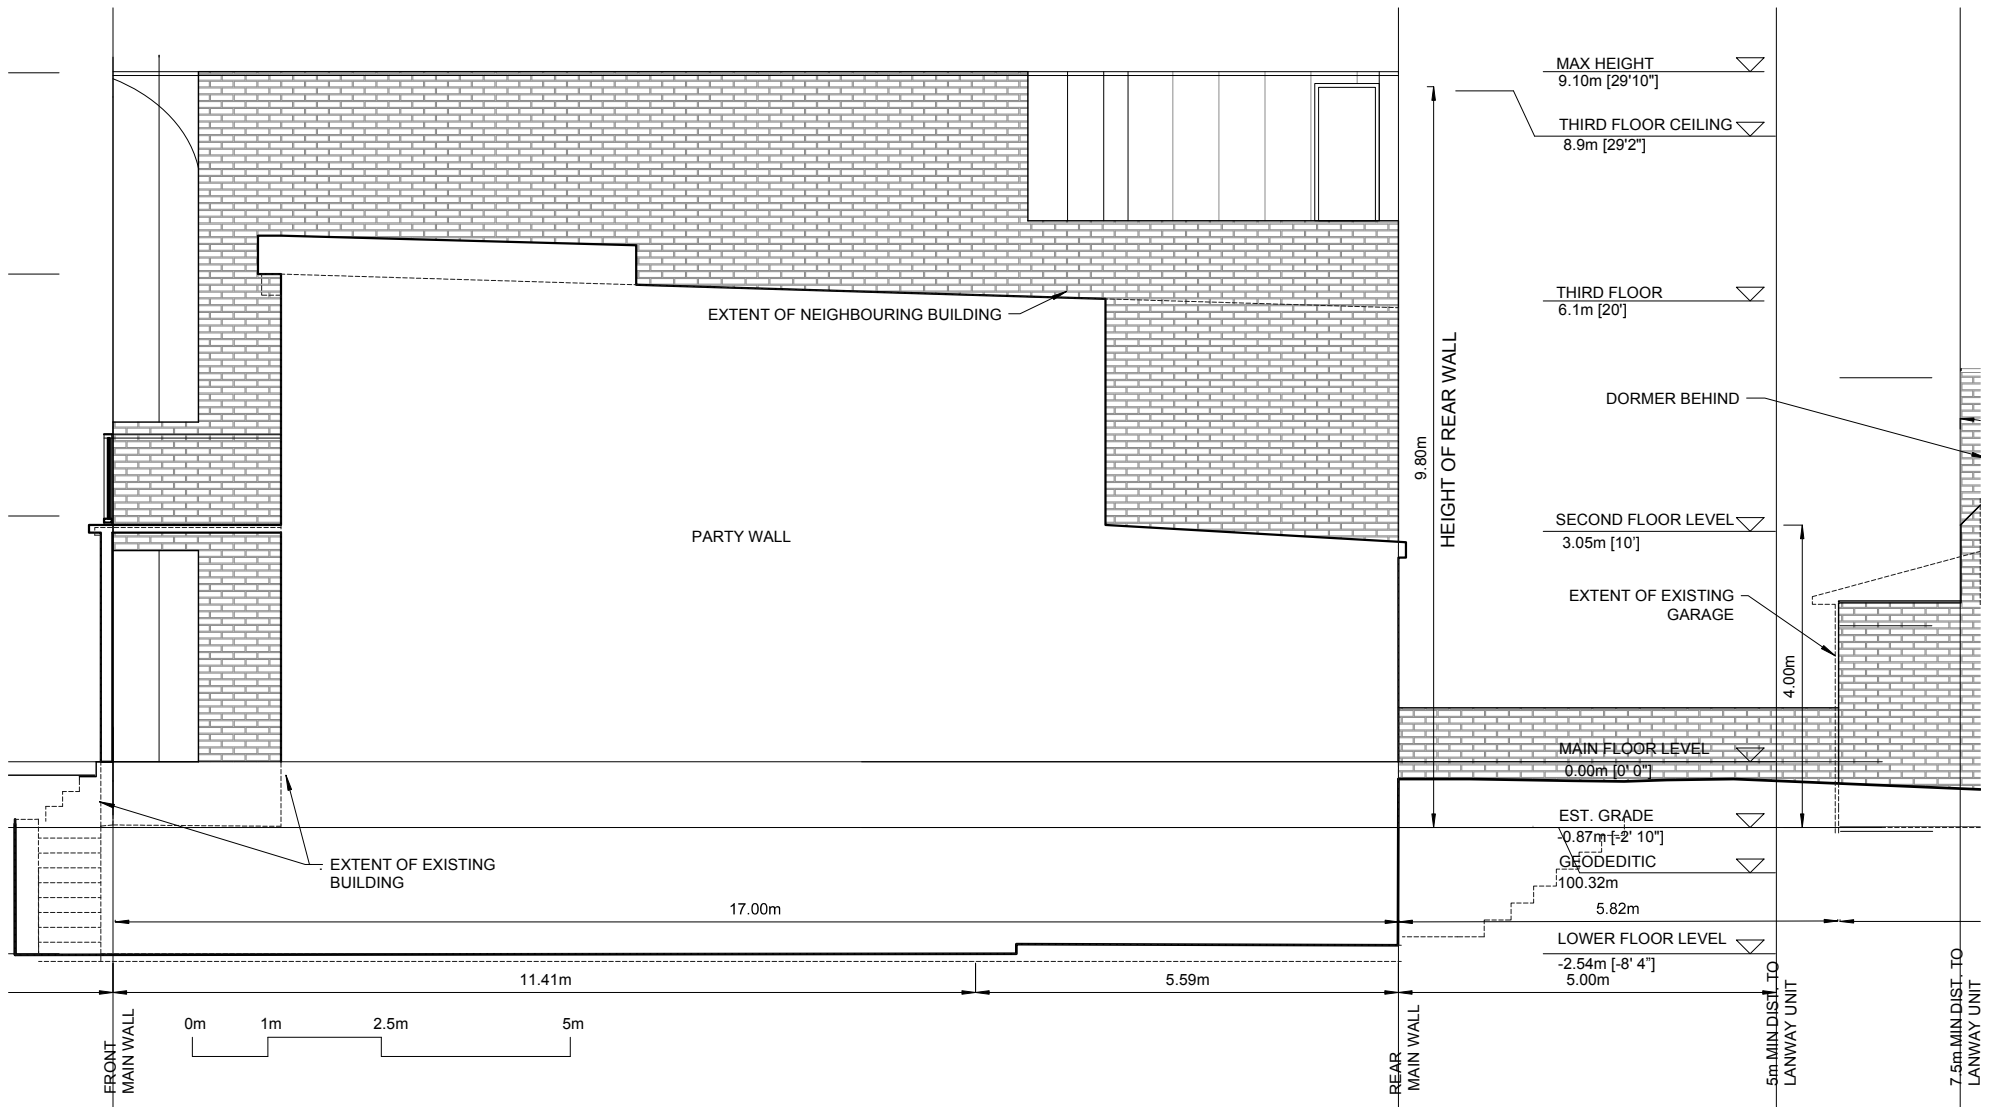 MAX HEIGHT
9.10m [29'10"]
THIRD FLOOR CEILING
8.9m [29'2"]
THIRD FLOOR
6.1m [20']
EXTENT OF NEIGHBOURING BUILDING
HEIGHT OF REAR WALL
9.80m
DORMER BEHIND
PARTY WALL
SECOND FLOOR LEVEL
3.05m [10']
EXTENT OF EXISTING
GARAGE
4.00m
MAIN FLOOR LEVEL
0.00m [0' 0"]
EST. GRADE
-0.87m [-2' 10"]
GEODEDITIC
100.32m
EXTENT OF EXISTING
BUILDING
17.00m
5.82m
LOWER FLOOR LEVEL
-2.54m [-8' 4"]
11.41m
5.59m
5.00m
0m
1m
2.5m
5m
FRONT
MAIN WALL
REAR
MAIN WALL
5m MIN DIST. TO
LANWAY UNIT
7.5m MIN DIST. TO
LANWAY UNIT